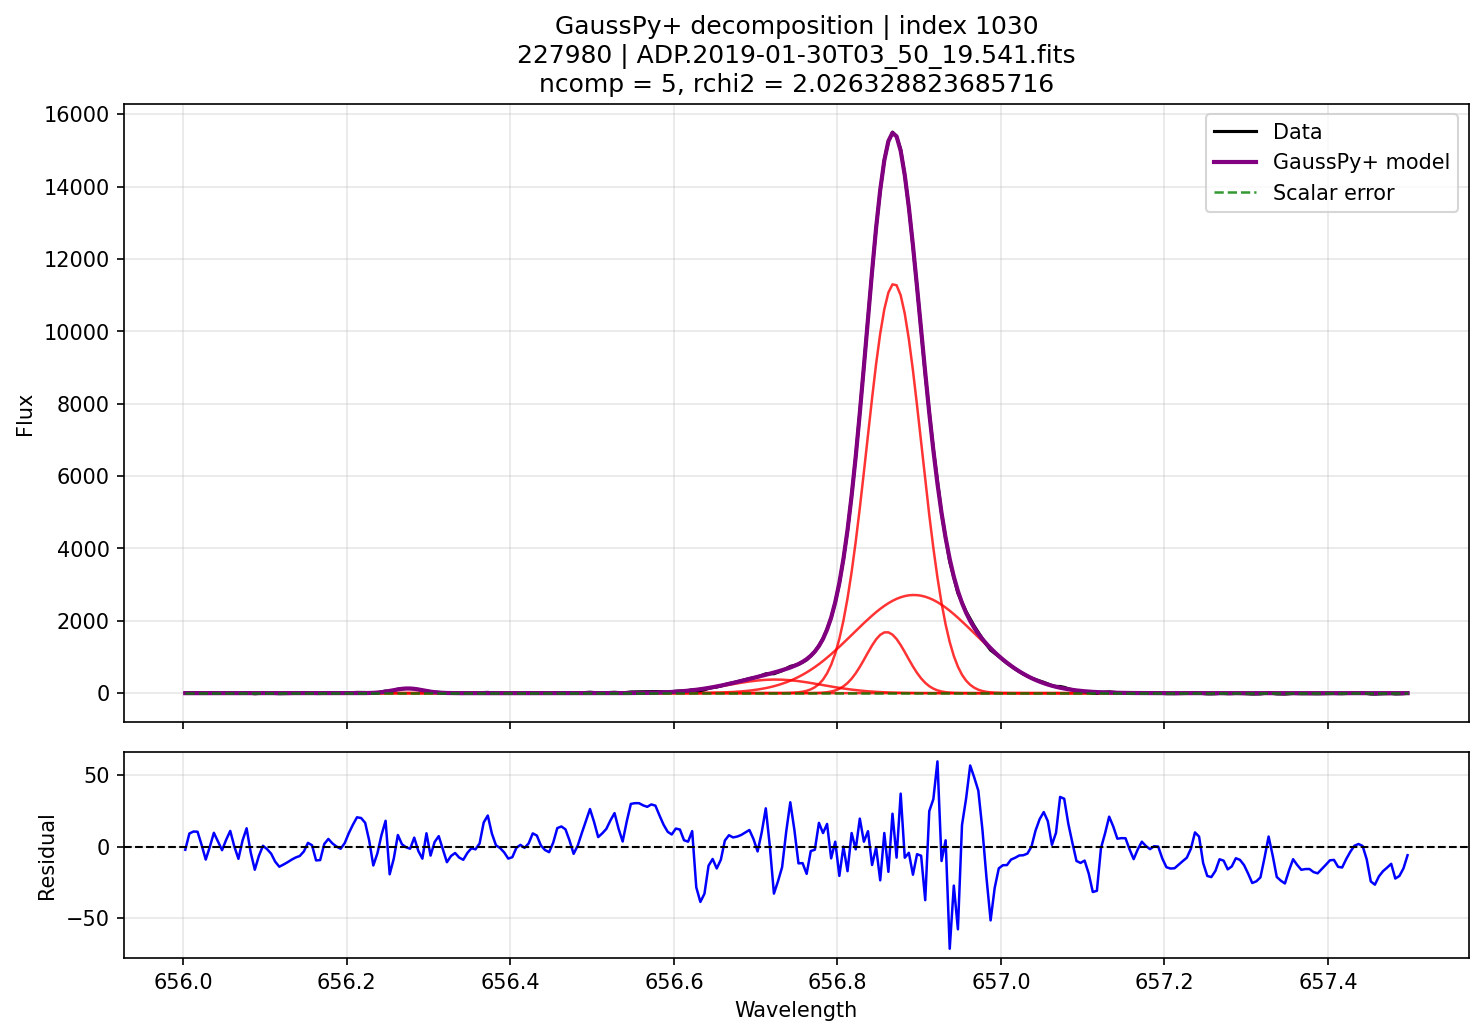 GaussPy+ decomposition | index 1030
227980 | ADP.2019-01-30T03_50_19.541.fits
ncomp = 5, rchi2 = 2.026328823685716
16000
14000
12000
10000
8000
6000
4000
2000
0
Flux
Data
GaussPy+ model
Scalar error
50
0
−50
Residual
656.0
656.2
656.4
656.6
656.8
657.0
657.2
657.4
Wavelength